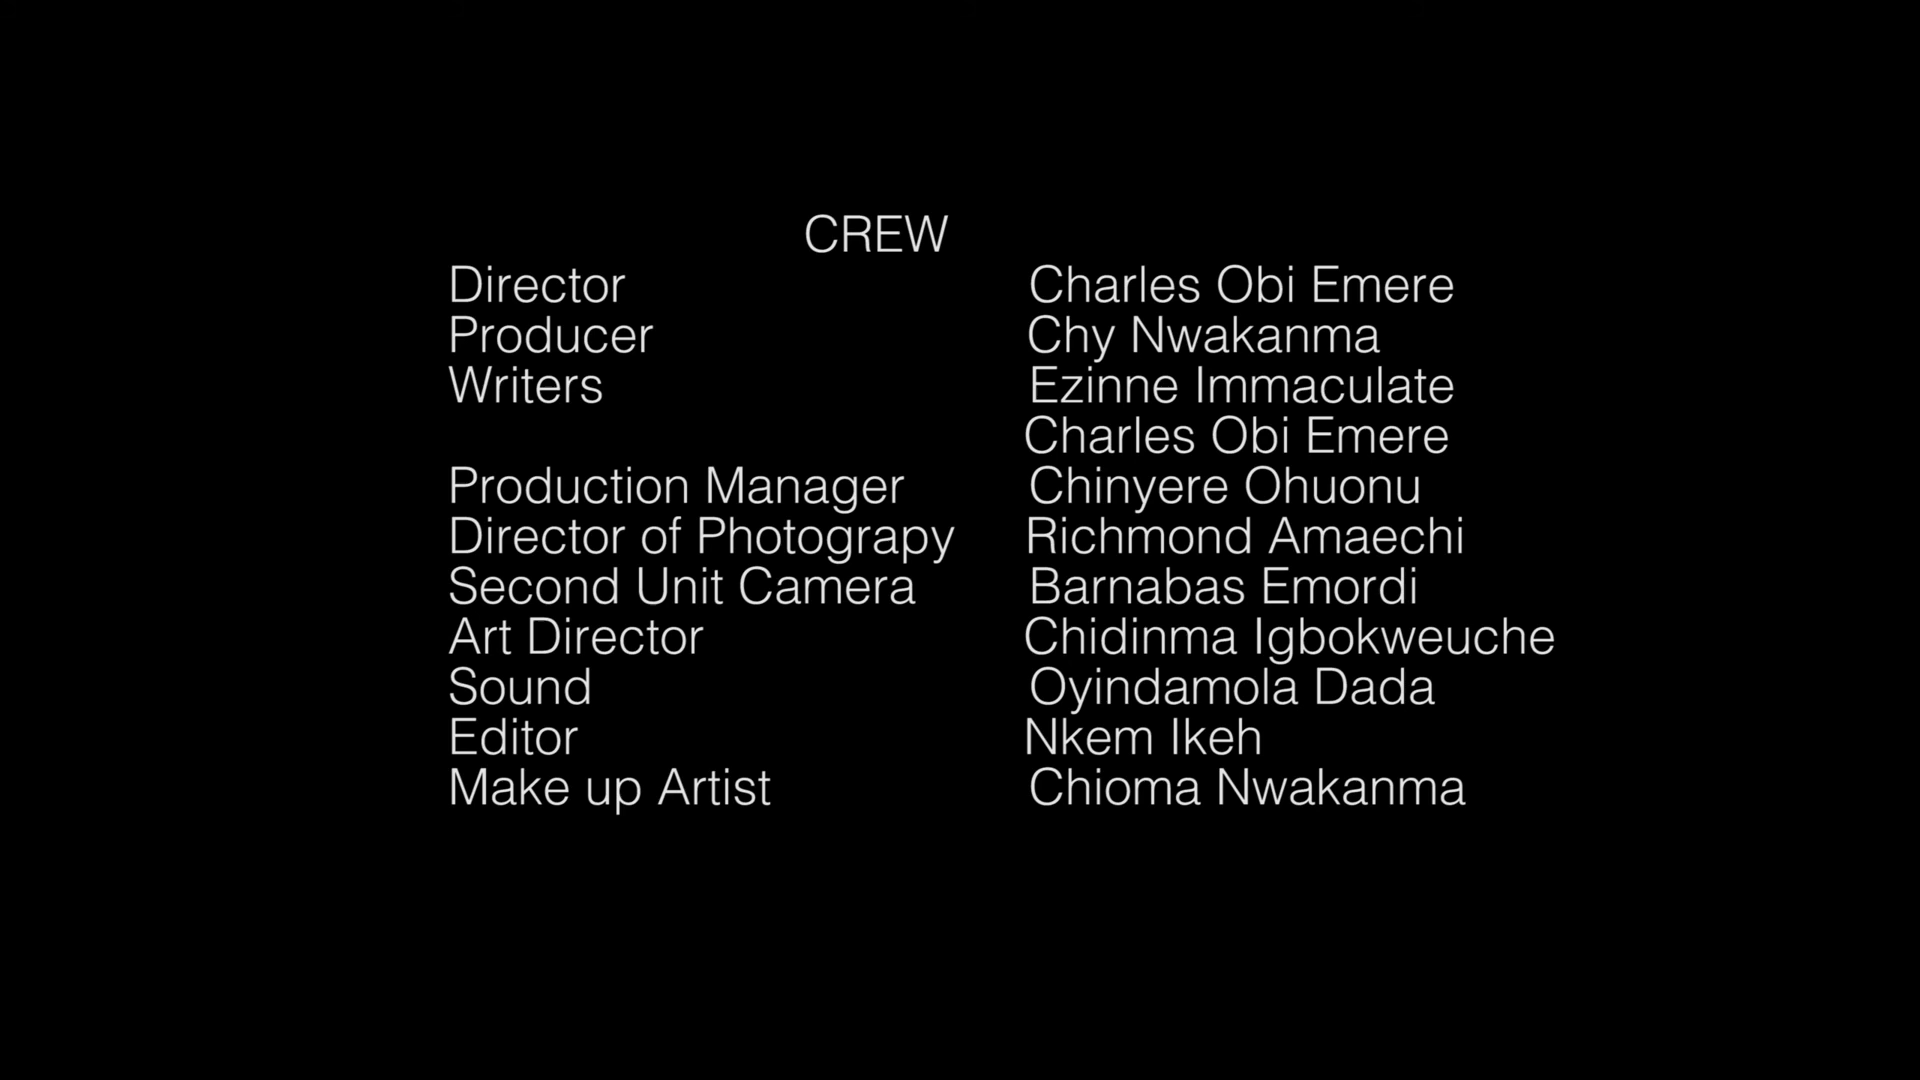 CREW
Director Charles Obi Emere
Producer Chy Nwakanma
Writers Ezinne Immaculate
Charles Obi Emere
Production Manager Chinyere Ohuonu
Director of Photograpy Richmond Amaechi
Second Unit Camera Barnabas Emordi
Art Director Chidinma Igbokweuche
Sound Oyindamola Dada
Editor Nkem Ikeh
Make up Artist Chioma Nwakanma